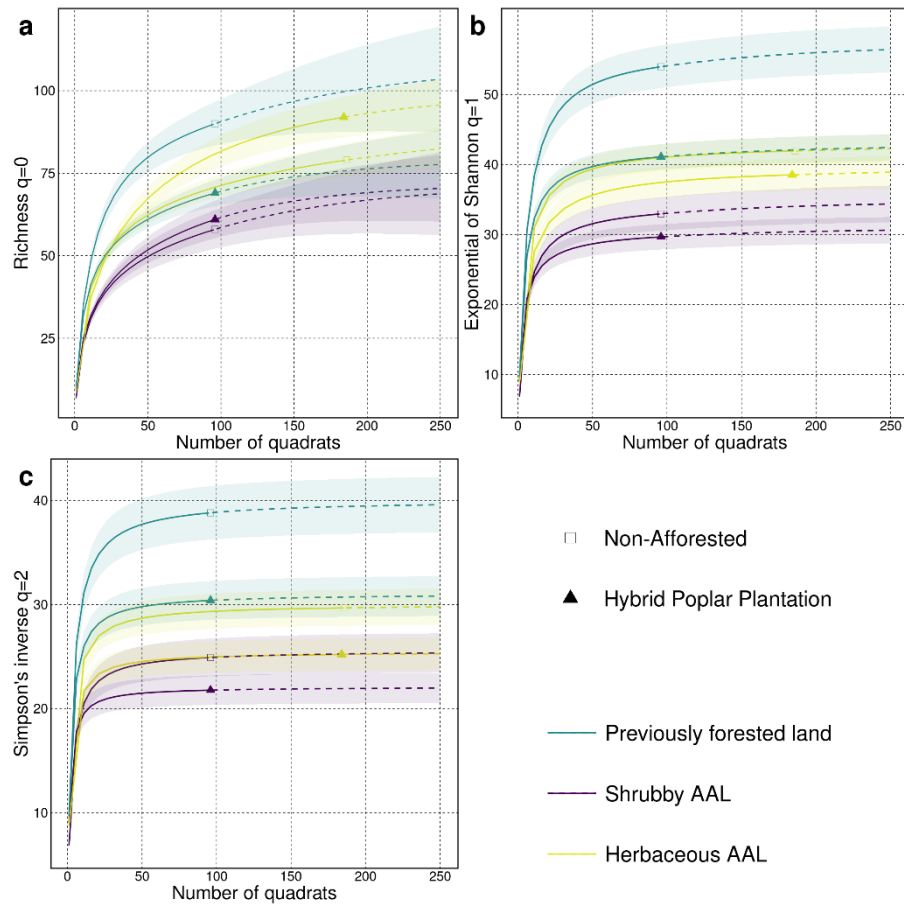 a
Richness q=0
100
75
50
25
0
50
100
150
200
250
Number of quadrats
b
Exponential of Shannon q=1
50
40
30
20
10
0
50
100
150
200
250
Number of quadrats
c
Simpson's inverse q=2
40
30
20
10
0
50
100
150
200
250
Number of quadrats
Non-Afforested
Hybrid Poplar Plantation
Previously forested land
Shrubby AAL
Herbaceous AAL